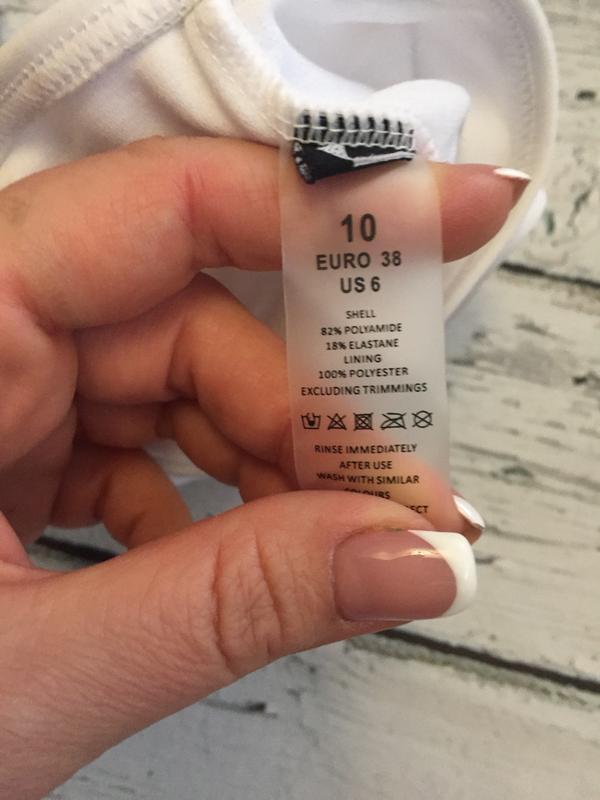 10
EURO 38
US 6
SHELL
82% POLYAMIDE
18% ELASTANE
LINING
100% POLYESTER
EXCLUDING TRIMMINGS
RINSE IMMEDIATELY
AFTER USE
WASH WITH SIMILAR
COLOURS